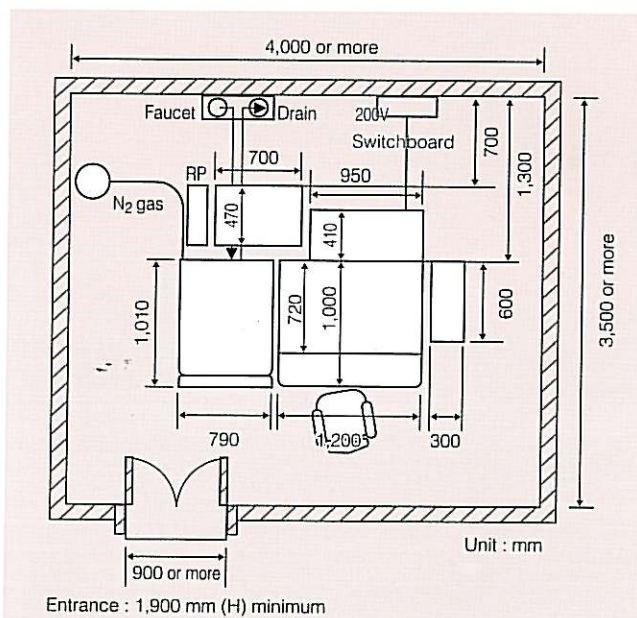 4,000 or more
Faucet
Drain
200V
Switchboard
700
700
1,300
RP
950
N2 gas
470
410
3,500 or more
1,010
720
1,000
600
790
1,200
300
Unit : mm
900 or more
Entrance : 1,900 mm (H) minimum